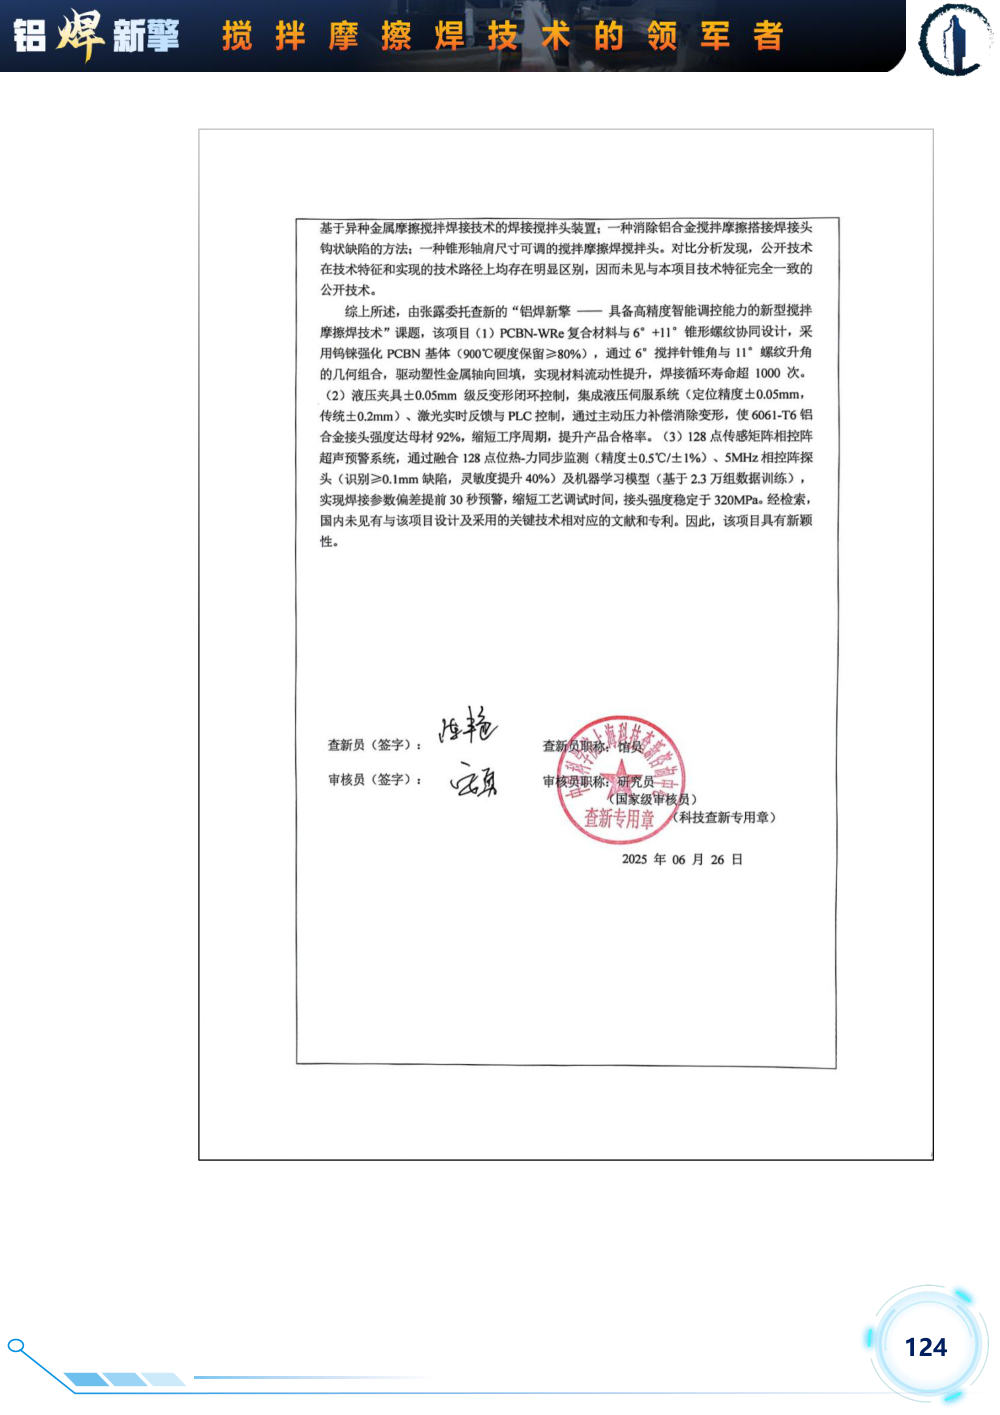 铝焊新擎 搅拌摩擦焊技术的领军者
基于异种金属摩擦搅拌焊接技术的焊接搅拌头装置；一种消除铝合金搅拌摩擦搭接焊接头
钩状缺陷的方法；一种锥形轴肩尺寸可调的搅拌摩擦焊搅拌头。对比分析发现，公开技术
在技术特征和实现的技术路径上均存在明显区别，因而未见与本项目技术特征完全一致的
公开技术。
综上所述，由张露委托查新的“铝焊新擎 —— 具备高精度智能调控能力的新型搅拌
摩擦焊技术”课题，该项目（1）PCBN-WRe 复合材料与 6°+11°锥形螺纹协同设计，采
用钨铼强化 PCBN 基体（900℃硬度保留≥80%），通过 6°搅拌针锥角与 11°螺纹升角
的几何组合，驱动塑性金属轴向回填，实现材料流动性提升，焊接循环寿命超 1000 次。
（2）液压夹具±0.05mm 级反变形闭环控制，集成液压伺服系统（定位精度±0.05mm，
传统±0.2mm）、激光实时反馈与 PLC 控制，通过主动压力补偿消除变形，使 6061-T6 铝
合金接头强度达母材 92%，缩短工序周期，提升产品合格率。（3）128 点传感矩阵相控阵
超声预警系统，通过融合 128 点位热-力同步监测（精度±0.5℃/±1%）、5MHz 相控阵探
头（识别≥0.1mm 缺陷，灵敏度提升 40%）及机器学习模型（基于 2.3 万组数据训练），
实现焊接参数偏差提前 30 秒预警，缩短工艺调试时间，接头强度稳定于 320MPa。经检索，
国内未见有与该项目设计及采用的关键技术相对应的文献和专利。因此，该项目具有新颖
性。
查新员（签字）： 查新员职称：馆员
审核员（签字）： 审核员职称：研究员
（国家级审核员）
查新专用章
（科技查新专用章）
2025 年 06 月 26 日
124